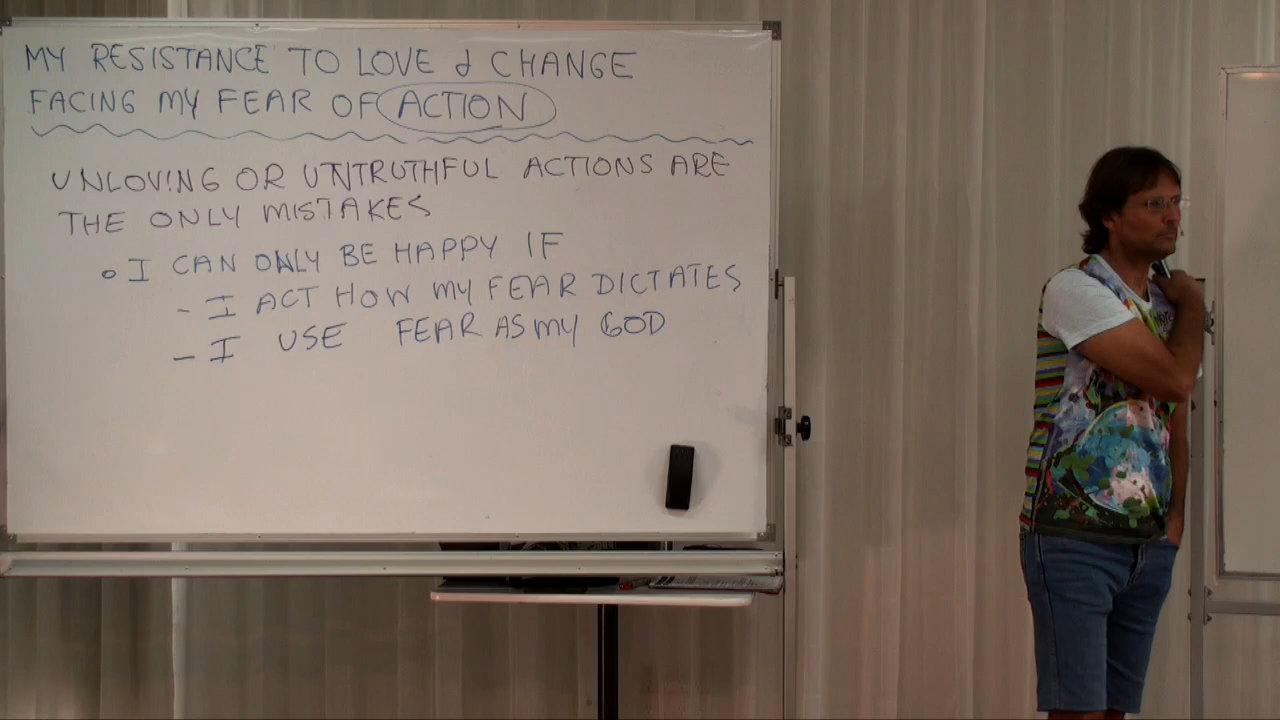 MY RESISTANCE TO LOVE & CHANGE
FACING MY FEAR OF ACTION
UNLOVING OR UNTRUTHFUL ACTIONS ARE
THE ONLY MISTAKES
o I CAN ONLY BE HAPPY IF
- I ACT HOW MY FEAR DICTATES
- I USE FEAR AS MY GOD